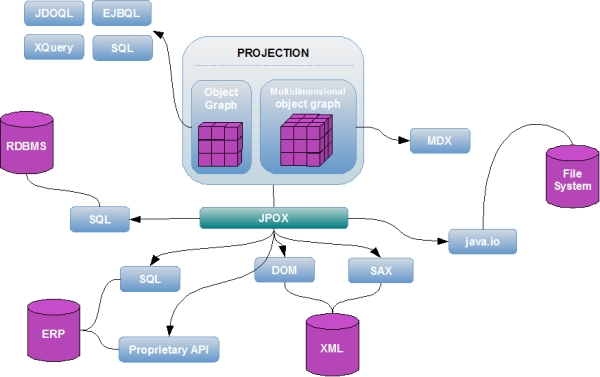 JDOQL
EJBQL
XQuery
SQL
PROJECTION
Object
Graph
Multidimensional
object graph
RDBMS
MDX
File
System
SQL
JPOX
java.io
SQL
DOM
SAX
ERP
Proprietary API
XML